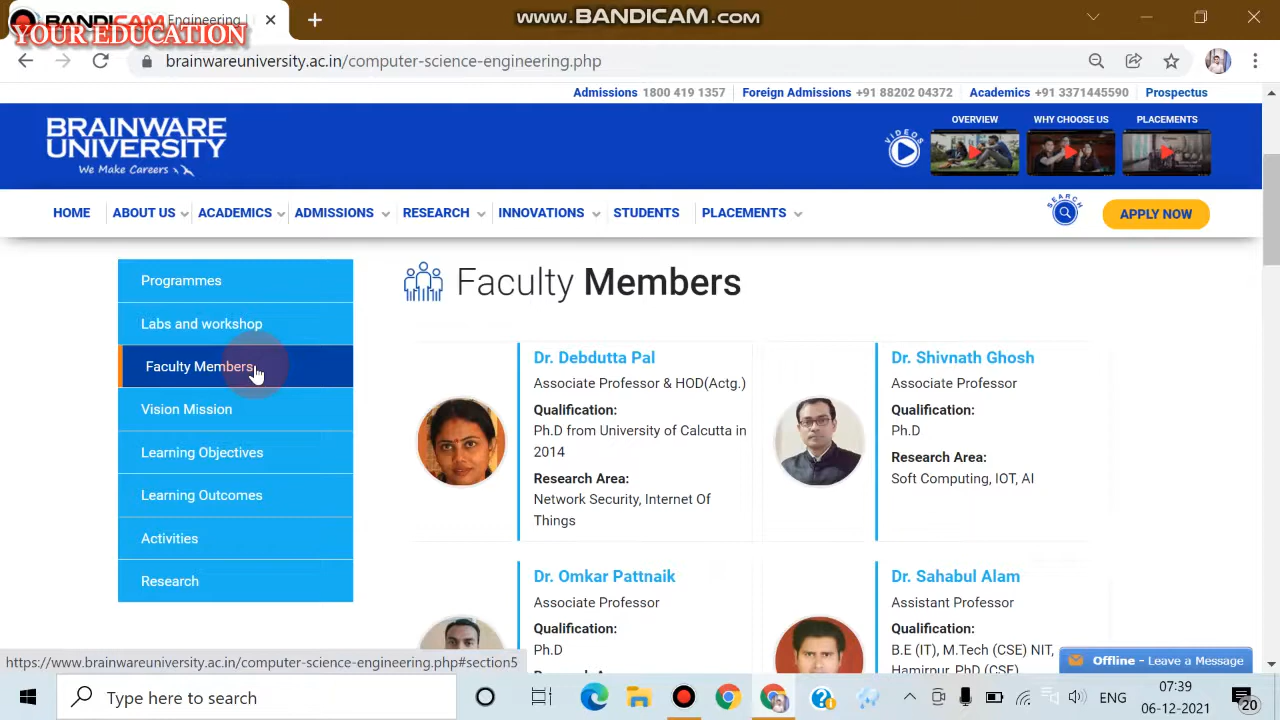 www.BANDICAM.com
BANDICAM Engineering |
YOUR EDUCATION
brainwareuniversity.ac.in/computer-science-engineering.php
Admissions 1800 419 1357 Foreign Admissions +91 88202 04372 Academics +91 3371445590 Prospectus
BRAINWARE
UNIVERSITY
We Make Careers
VIDEOS
OVERVIEW WHY CHOOSE US PLACEMENTS
HOME ABOUT US ACADEMICS ADMISSIONS RESEARCH INNOVATIONS STUDENTS PLACEMENTS SEARCH APPLY NOW
Programmes
Labs and workshop
Faculty Members
Vision Mission
Learning Objectives
Learning Outcomes
Activities
Research
Faculty Members
Dr. Debdutta Pal
Associate Professor & HOD(Actg.)
Qualification:
Ph.D from University of Calcutta in
2014
Research Area:
Network Security, Internet Of
Things
Dr. Shivnath Ghosh
Associate Professor
Qualification:
Ph.D
Research Area:
Soft Computing, IOT, AI
Dr. Omkar Pattnaik
Associate Professor
Qualification:
Ph.D
Dr. Sahabul Alam
Assistant Professor
Qualification:
B.E (IT), M.Tech (CSE) NIT,
Hamirpur, PhD (CSE)
Offline - Leave a Message
https://www.brainwareuniversity.ac.in/computer-science-engineering.php#section5
Type here to search
ENG
07:39
06-12-2021
20